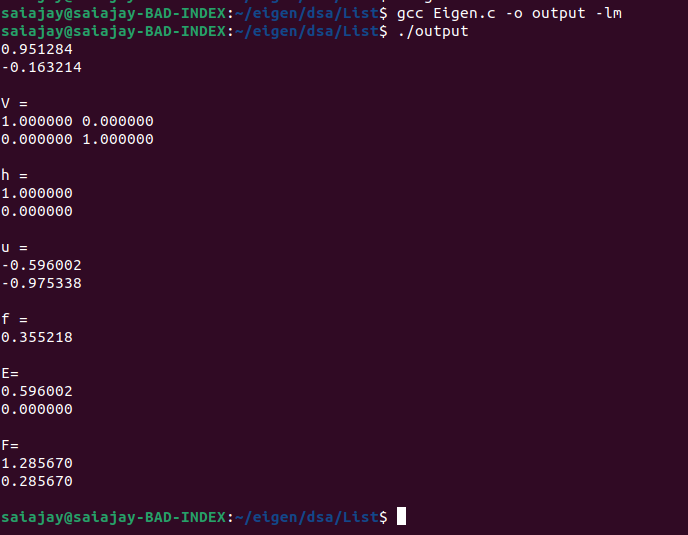 saiajay@saiajay-BAD-INDEX:~/eigen/dsa/List$ gcc Eigen.c -o output -lm
saiajay@saiajay-BAD-INDEX:~/eigen/dsa/List$ ./output
0.951284
-0.163214
V =
1.000000 0.000000
0.000000 1.000000
h =
1.000000
0.000000
u =
-0.596002
-0.975338
f =
0.355218
E=
0.596002
0.000000
F=
1.285670
0.285670
saiajay@saiajay-BAD-INDEX:~/eigen/dsa/List$